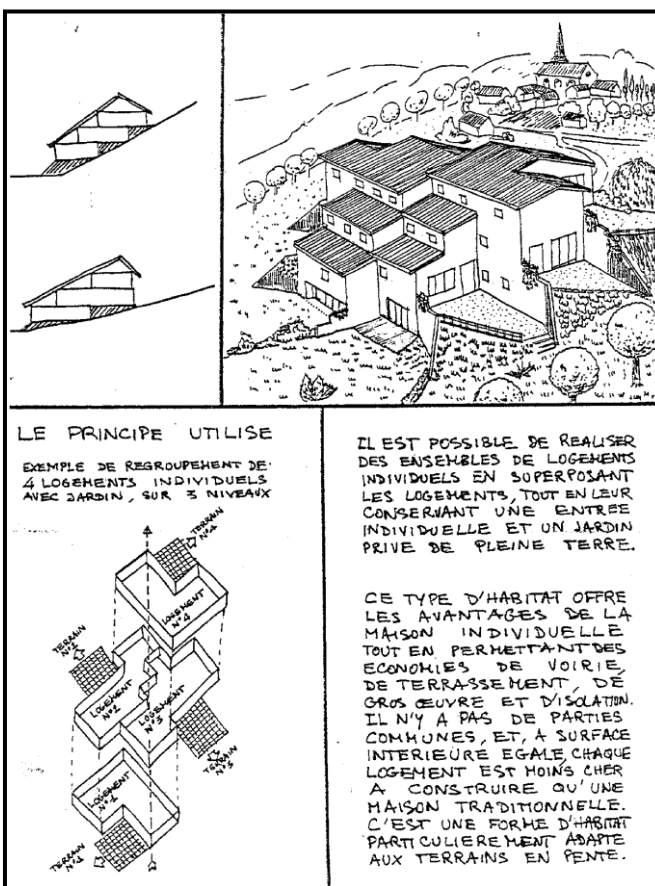 LE PRINCIPE UTILISE
EXEMPLE DE REGROUPEMENT DE
4 LOGEMENTS INDIVIDUELS
AVEC JARDIN, SUR 3 NIVEAUX
TERRAIN
N°4
LOGEMENT
N°4
TERRAIN
N°2
LOGEMENT
N°2
LOGEMENT
N°3
TERRAIN
N°3
LOGEMENT
N°1
TERRAIN
N°1
IL EST POSSIBLE DE REALISER
DES ENSEMBLES DE LOGEMENTS
INDIVIDUELS EN SUPERPOSANT
LES LOGEMENTS, TOUT EN LEUR
CONSERVANT UNE ENTREE
INDIVIDUELLE ET UN JARDIN
PRIVE DE PLEINE TERRE.
CE TYPE D'HABITAT OFFRE
LES AVANTAGES DE LA
MAISON INDIVIDUELLE
TOUT EN PERMETTANT DES
ECONOMIES DE VOIRIE,
DE TERRASSEMENT, DE
GROS ŒUVRE ET D'ISOLATION.
IL N'Y A PAS DE PARTIES
COMMUNES, ET, A SURFACE
INTERIEURE EGALE, CHAQUE
LOGEMENT EST MOINS CHER
A CONSTRUIRE QU'UNE
MAISON TRADITIONNELLE.
C'EST UNE FORME D'HABITAT
PARTICULIEREMENT ADAPTE
AUX TERRAINS EN PENTE.